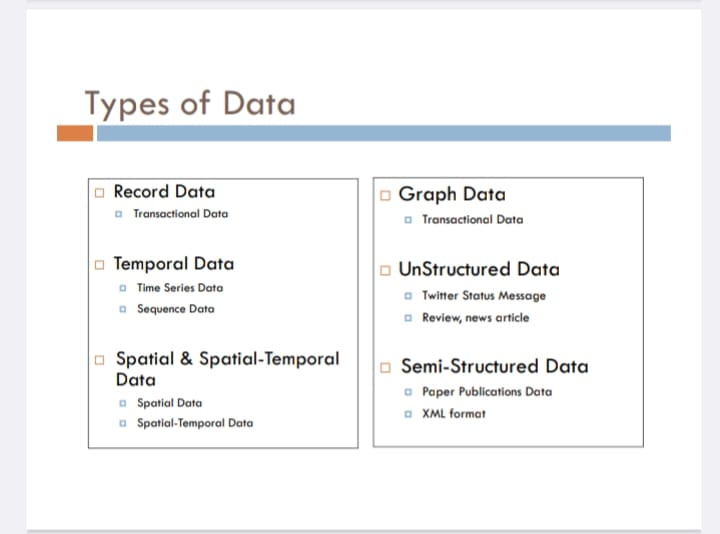 Types of Data
Record Data
Transactional Data
Temporal Data
Time Series Data
Sequence Data
Spatial & Spatial-Temporal
Data
Spatial Data
Spatial-Temporal Data
Graph Data
Transactional Data
UnStructured Data
Twitter Status Message
Review, news article
Semi-Structured Data
Paper Publications Data
XML format